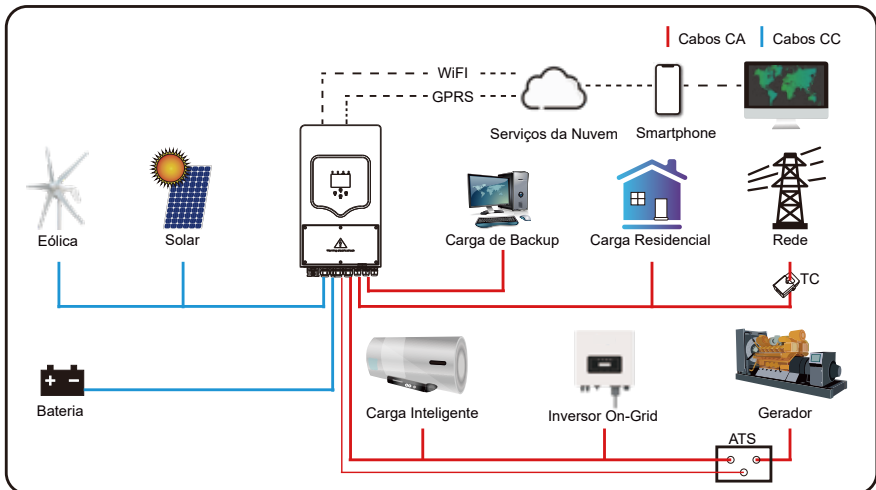 Cabos CA
Cabos CC
WiFI
GPRS
Serviços da Nuvem
Smartphone
Eólica
Solar
Carga de Backup
Carga Residencial
Rede
TC
Bateria
Carga Inteligente
Inversor On-Grid
Gerador
ATS